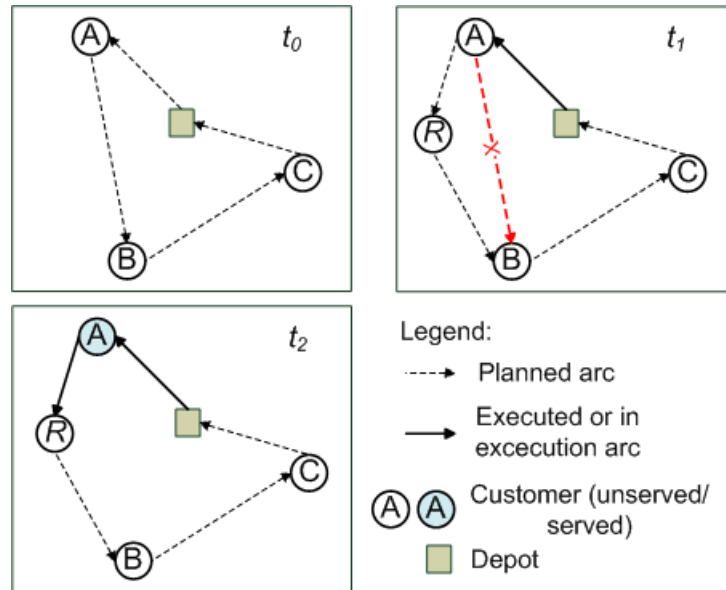 A
t0
B
C
A
t1
R
B
C
A
t2
R
B
C
Legend:
Planned arc
Executed or in
excecution arc
A A Customer (unserved/
served)
Depot